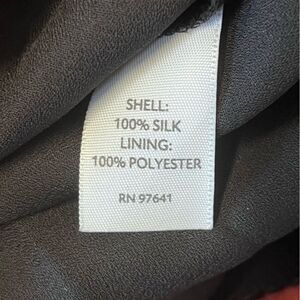 SHELL:
100% SILK
LINING:
100% POLYESTER
RN 97641